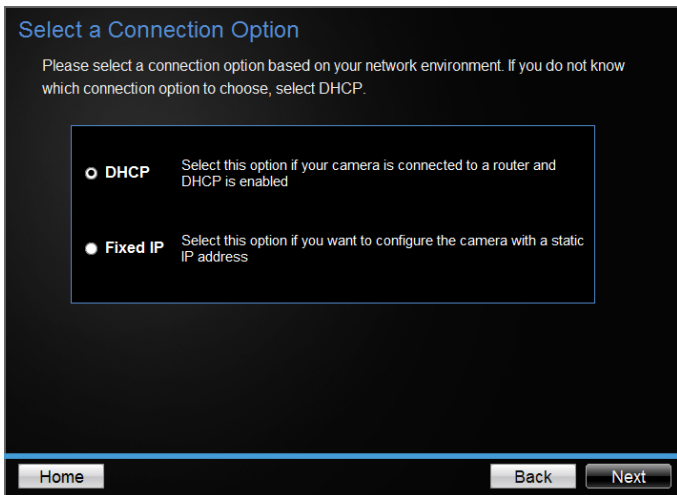 Select a Connection Option
Please select a connection option based on your network environment. If you do not know
which connection option to choose, select DHCP.
DHCP
Select this option if your camera is connected to a router and
DHCP is enabled
Fixed IP
Select this option if you want to configure the camera with a static
IP address
Home
Back
Next